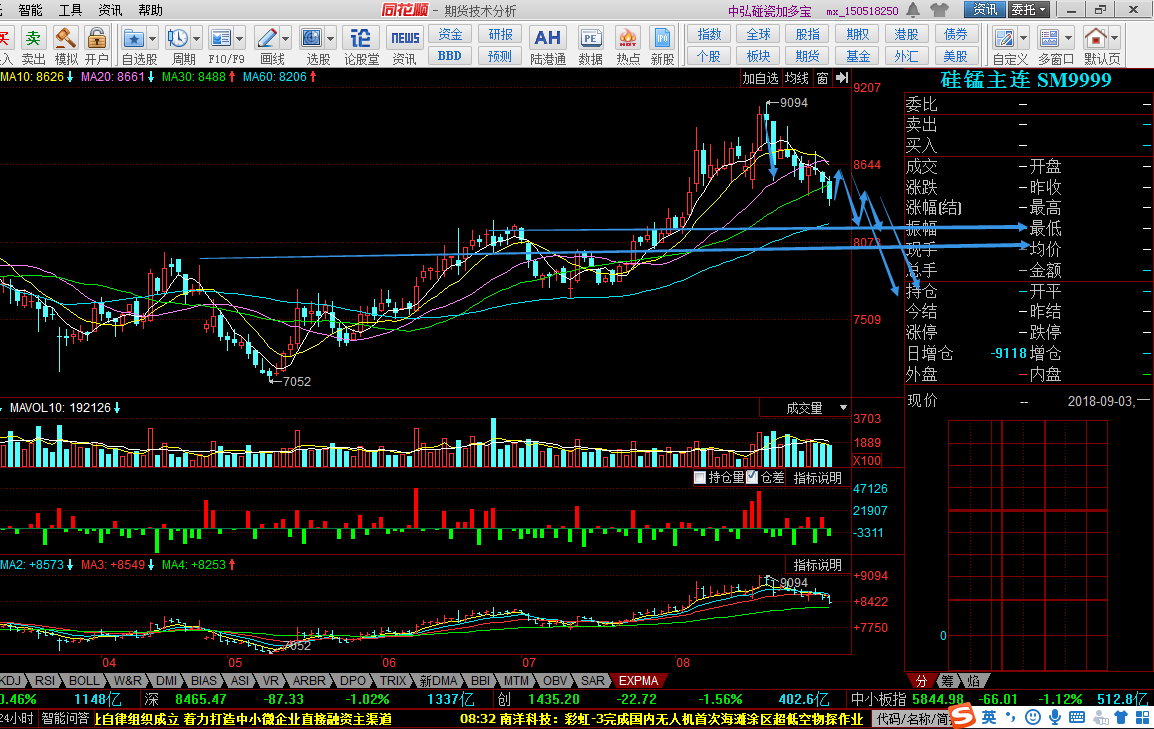 智能 工具 资讯 帮助 同花顺 - 期货技术分析 中弘碰瓷加多宝 mx_150518250 资讯 委托
买 卖 论 NEWS 资金 研报 AH PE HOT IPO 指数 全球 股指 期权 港股 债券
入 卖出 模拟 开户 自选股 周期 F10/F9 画线 选股 论股堂 资讯 BBD 预测 陆港通 数据 热点 新股 个股 板块 期货 基金 外汇 美股 自定义 多窗口 默认页
MA10: 8626 MA20: 8661 MA30: 8488 MA60: 8206 加自选 均线 窗
硅锰主连 SM9999
9207
9094
8644
8073
7509
7052
委比 --
卖出 --
买入 --
成交 -- 开盘 --
涨跌 -- 昨收 --
涨幅(结) -- 最高 --
振幅 最低 --
现手 均价 --
总手 -- 金额 --
持仓 -- 开平 --
今结 -- 昨结 --
涨停 -- 跌停 --
日增仓 -9118 增仓 --
外盘 -- 内盘 --
现价 -- 2018-09-03,一
MAVOL10: 192126 成交量
3703
1889
X100
持仓量 仓差 指标说明
47126
21907
-3311
MA2: +8573 MA3: +8549 MA4: +8253 指标说明
+9094
9094
+8422
+7750
7052
0
04 05 06 07 08
KDJ RSI BOLL W&R DMI BIAS ASI VR ARBR DPO TRIX 新DMA BBI MTM OBV SAR EXPMA 分 筹 焰
0.46% 1148亿 深 8465.47 -87.33 -1.02% 1337亿 创 1435.20 -22.72 -1.56% 402.6亿 中小板指 5844.98 -66.01 -1.12% 512.8亿
24小时 智能问答 上自律组织成立 着力打造中小微企业直接融资主渠道 08:32 南洋科技：彩虹-3完成国内无人机首次海滩涂区超低空物探作业 代码/名称/简 英